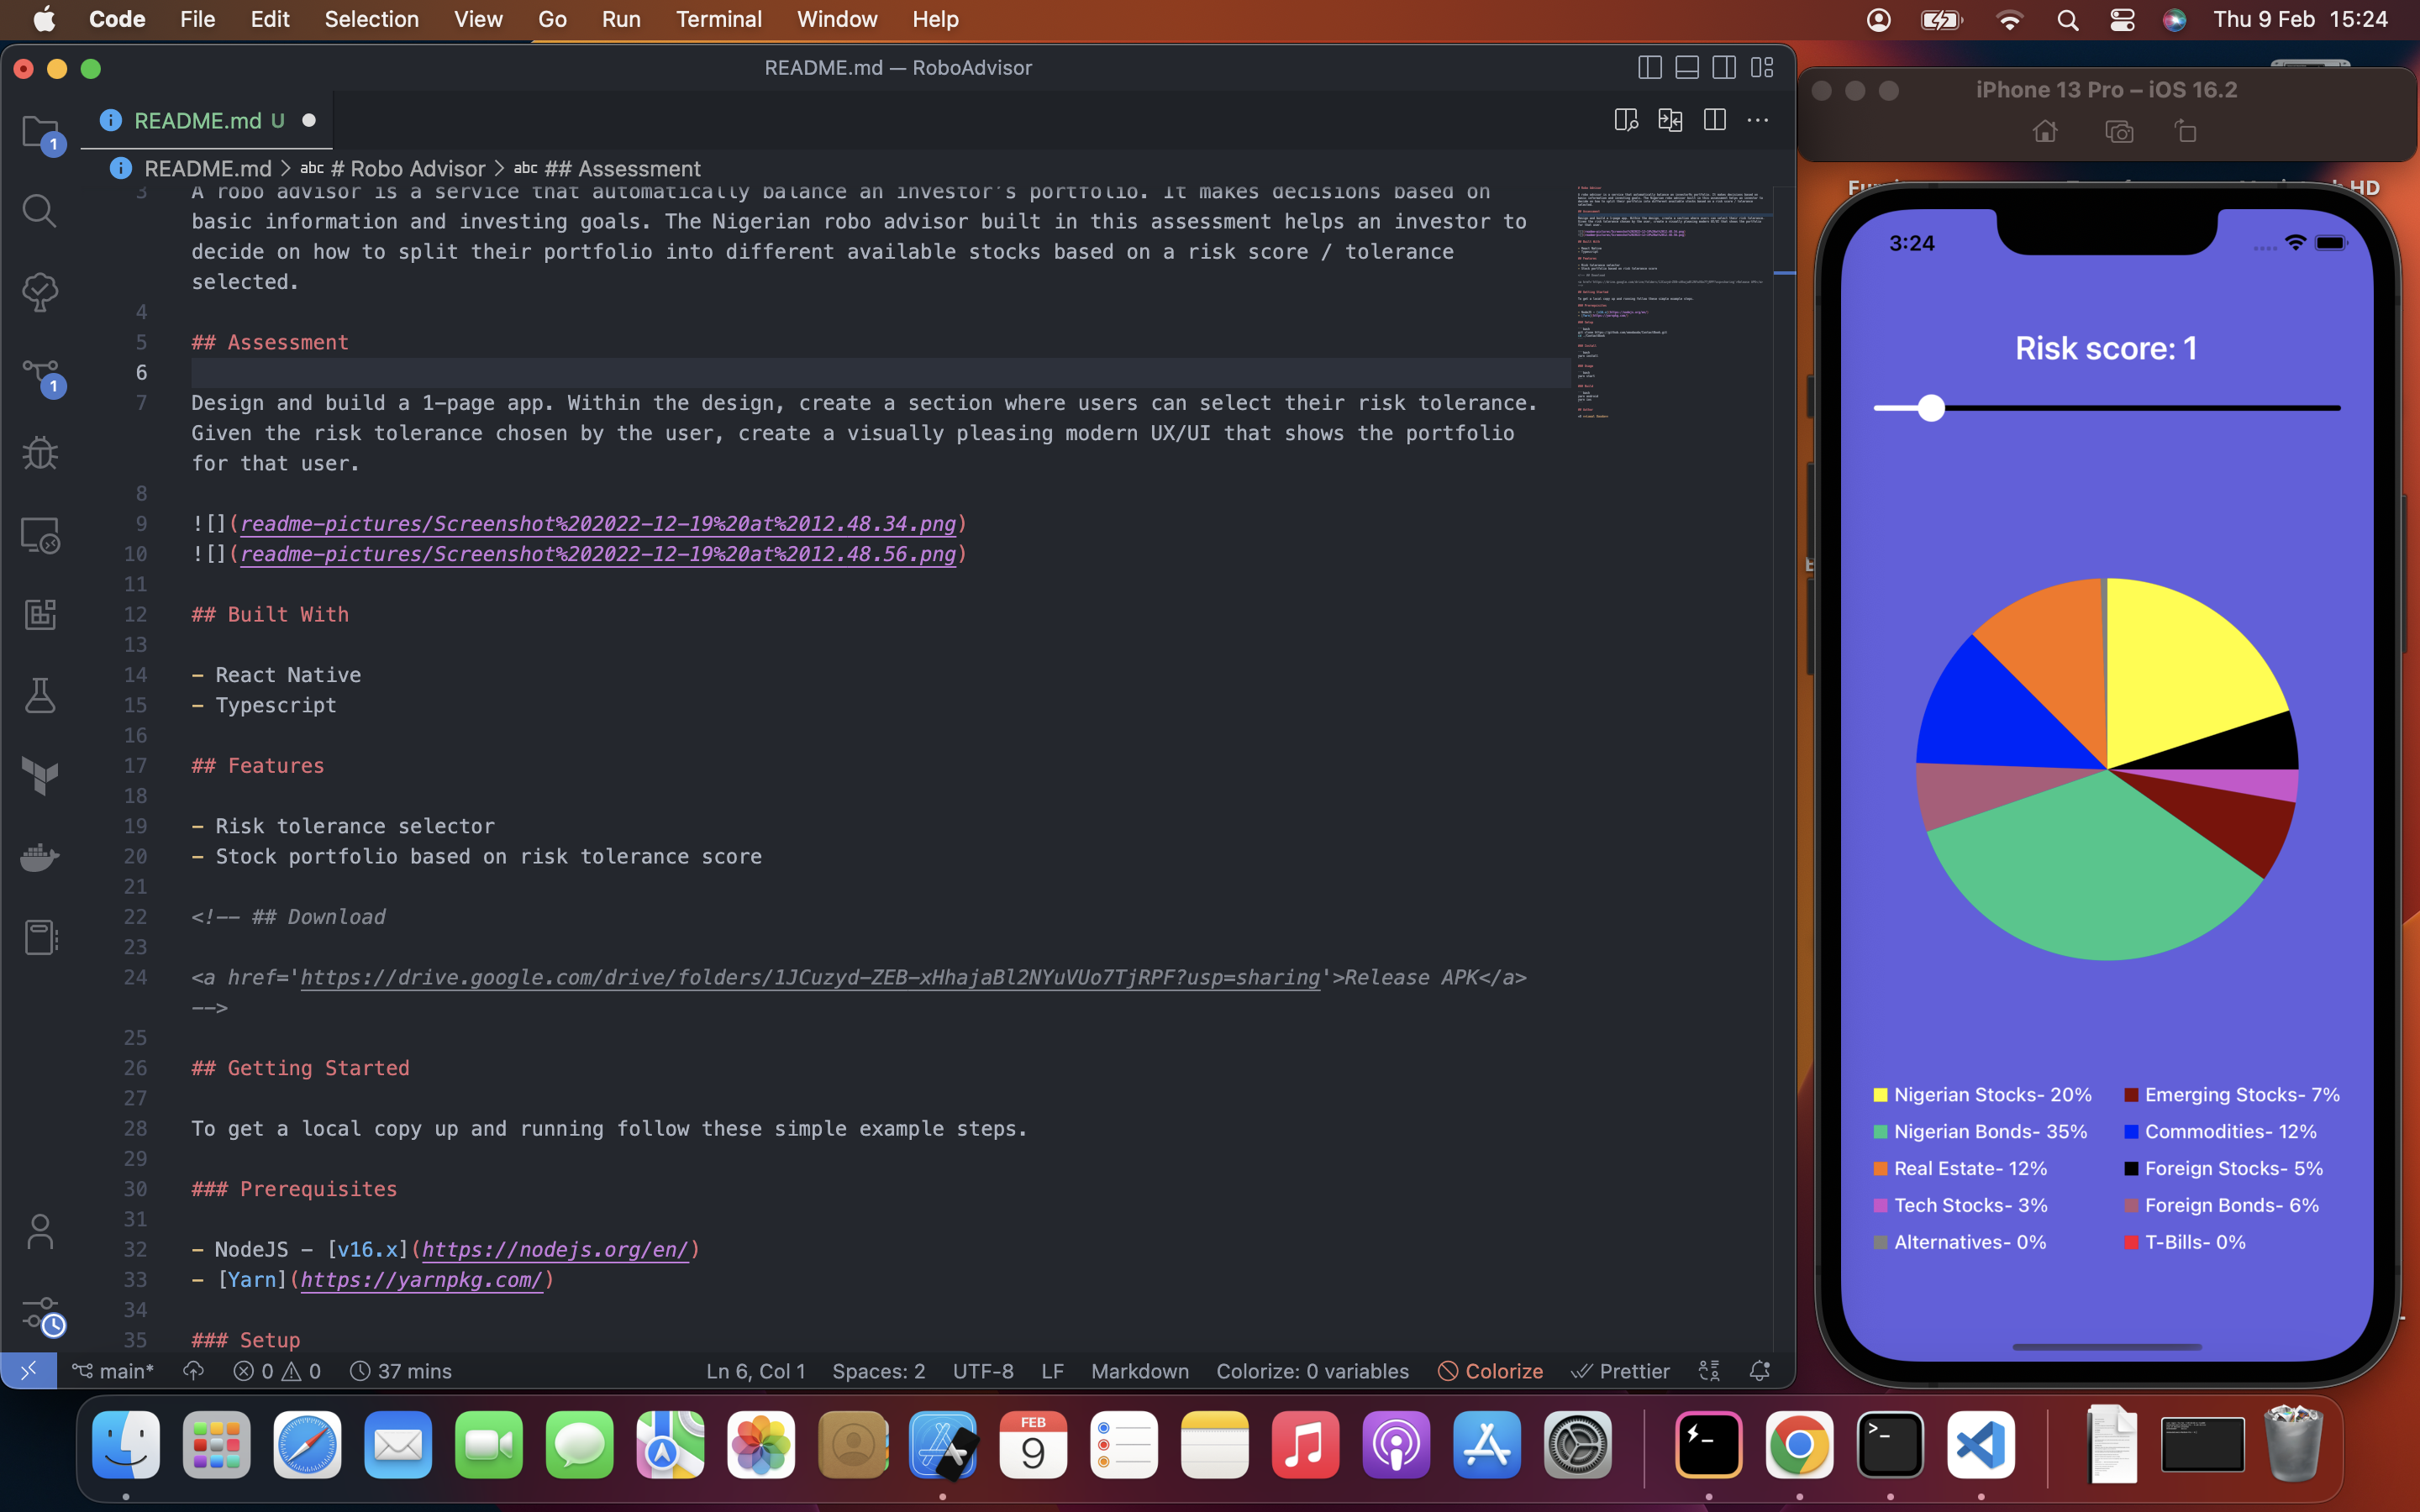 Code File Edit Selection View Go Run Terminal Window Help Thu 9 Feb 15:24
README.md — RoboAdvisor
README.md U
README.md > abc # Robo Advisor > abc ## Assessment
3 A robo advisor is a service that automatically balance an investor's portfolio. It makes decisions based on
basic information and investing goals. The Nigerian robo advisor built in this assessment helps an investor to
decide on how to split their portfolio into different available stocks based on a risk score / tolerance
selected.
4
5 ## Assessment
6
7 Design and build a 1-page app. Within the design, create a section where users can select their risk tolerance.
Given the risk tolerance chosen by the user, create a visually pleasing modern UX/UI that shows the portfolio
for that user.
8
9 ![](readme-pictures/Screenshot%202022-12-19%20at%2012.48.34.png)
10 ![](readme-pictures/Screenshot%202022-12-19%20at%2012.48.56.png)
11
12 ## Built With
13
14 - React Native
15 - Typescript
16
17 ## Features
18
19 - Risk tolerance selector
20 - Stock portfolio based on risk tolerance score
21
22 <!-- ## Download
23
24 <a href='https://drive.google.com/drive/folders/1JCuzyd-ZEB-xHhajaBl2NYuVUo7TjRPF?usp=sharing'>Release APK</a>
-->
25
26 ## Getting Started
27
28 To get a local copy up and running follow these simple example steps.
29
30 ### Prerequisites
31
32 - NodeJS - [v16.x](https://nodejs.org/en/)
33 - [Yarn](https://yarnpkg.com/)
34
35 ### Setup
1
1
main* 0 0 37 mins Ln 6, Col 1 Spaces: 2 UTF-8 LF Markdown Colorize: 0 variables Colorize Prettier
iPhone 13 Pro – iOS 16.2
HD
3:24
Risk score: 1
Nigerian Stocks- 20% Emerging Stocks- 7%
Nigerian Bonds- 35% Commodities- 12%
Real Estate- 12% Foreign Stocks- 5%
Tech Stocks- 3% Foreign Bonds- 6%
Alternatives- 0% T-Bills- 0%
FEB
9